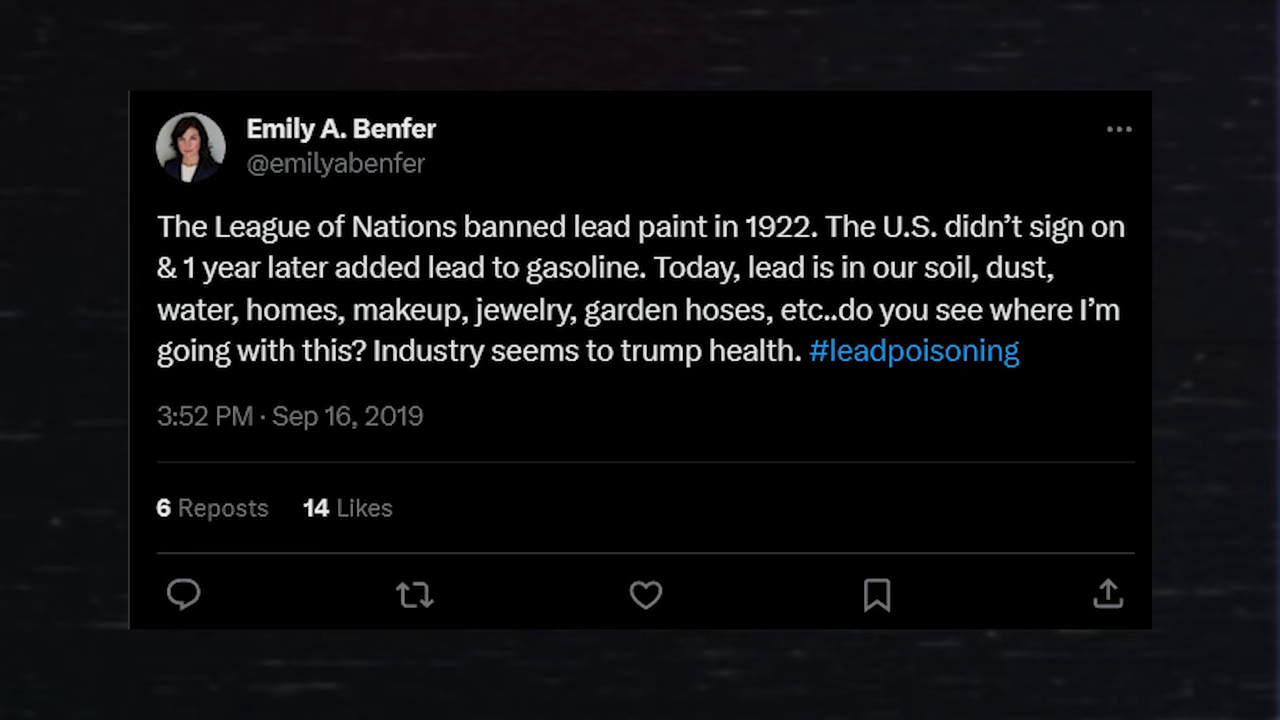 Emily A. Benfer
@emilyabenfer
The League of Nations banned lead paint in 1922. The U.S. didn’t sign on
& 1 year later added lead to gasoline. Today, lead is in our soil, dust,
water, homes, makeup, jewelry, garden hoses, etc..do you see where I’m
going with this? Industry seems to trump health. #leadpoisoning
3:52 PM · Sep 16, 2019
6 Reposts 14 Likes